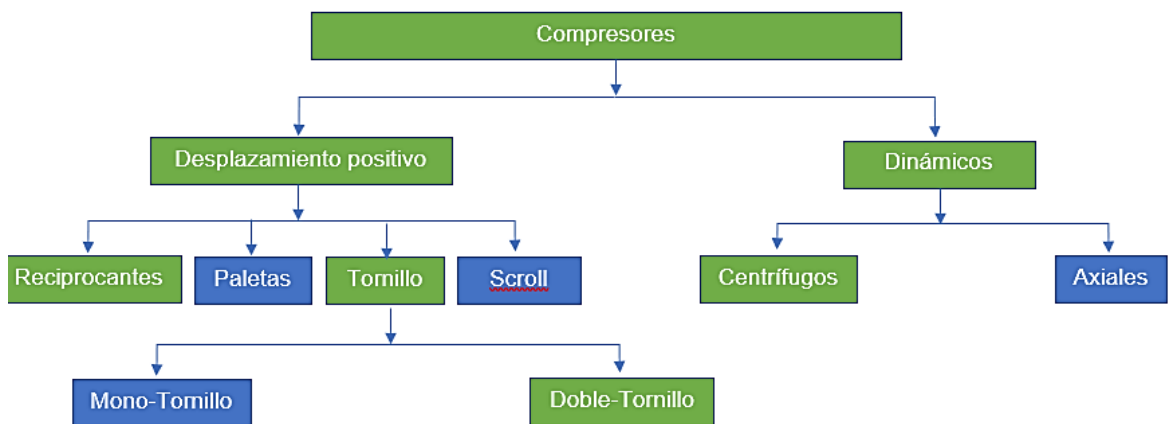 Compresores
Desplazamiento positivo
Dinámicos
Reciprocantes
Paletas
Tornillo
Scroll
Centrífugos
Axiales
Mono-Tornillo
Doble-Tornillo